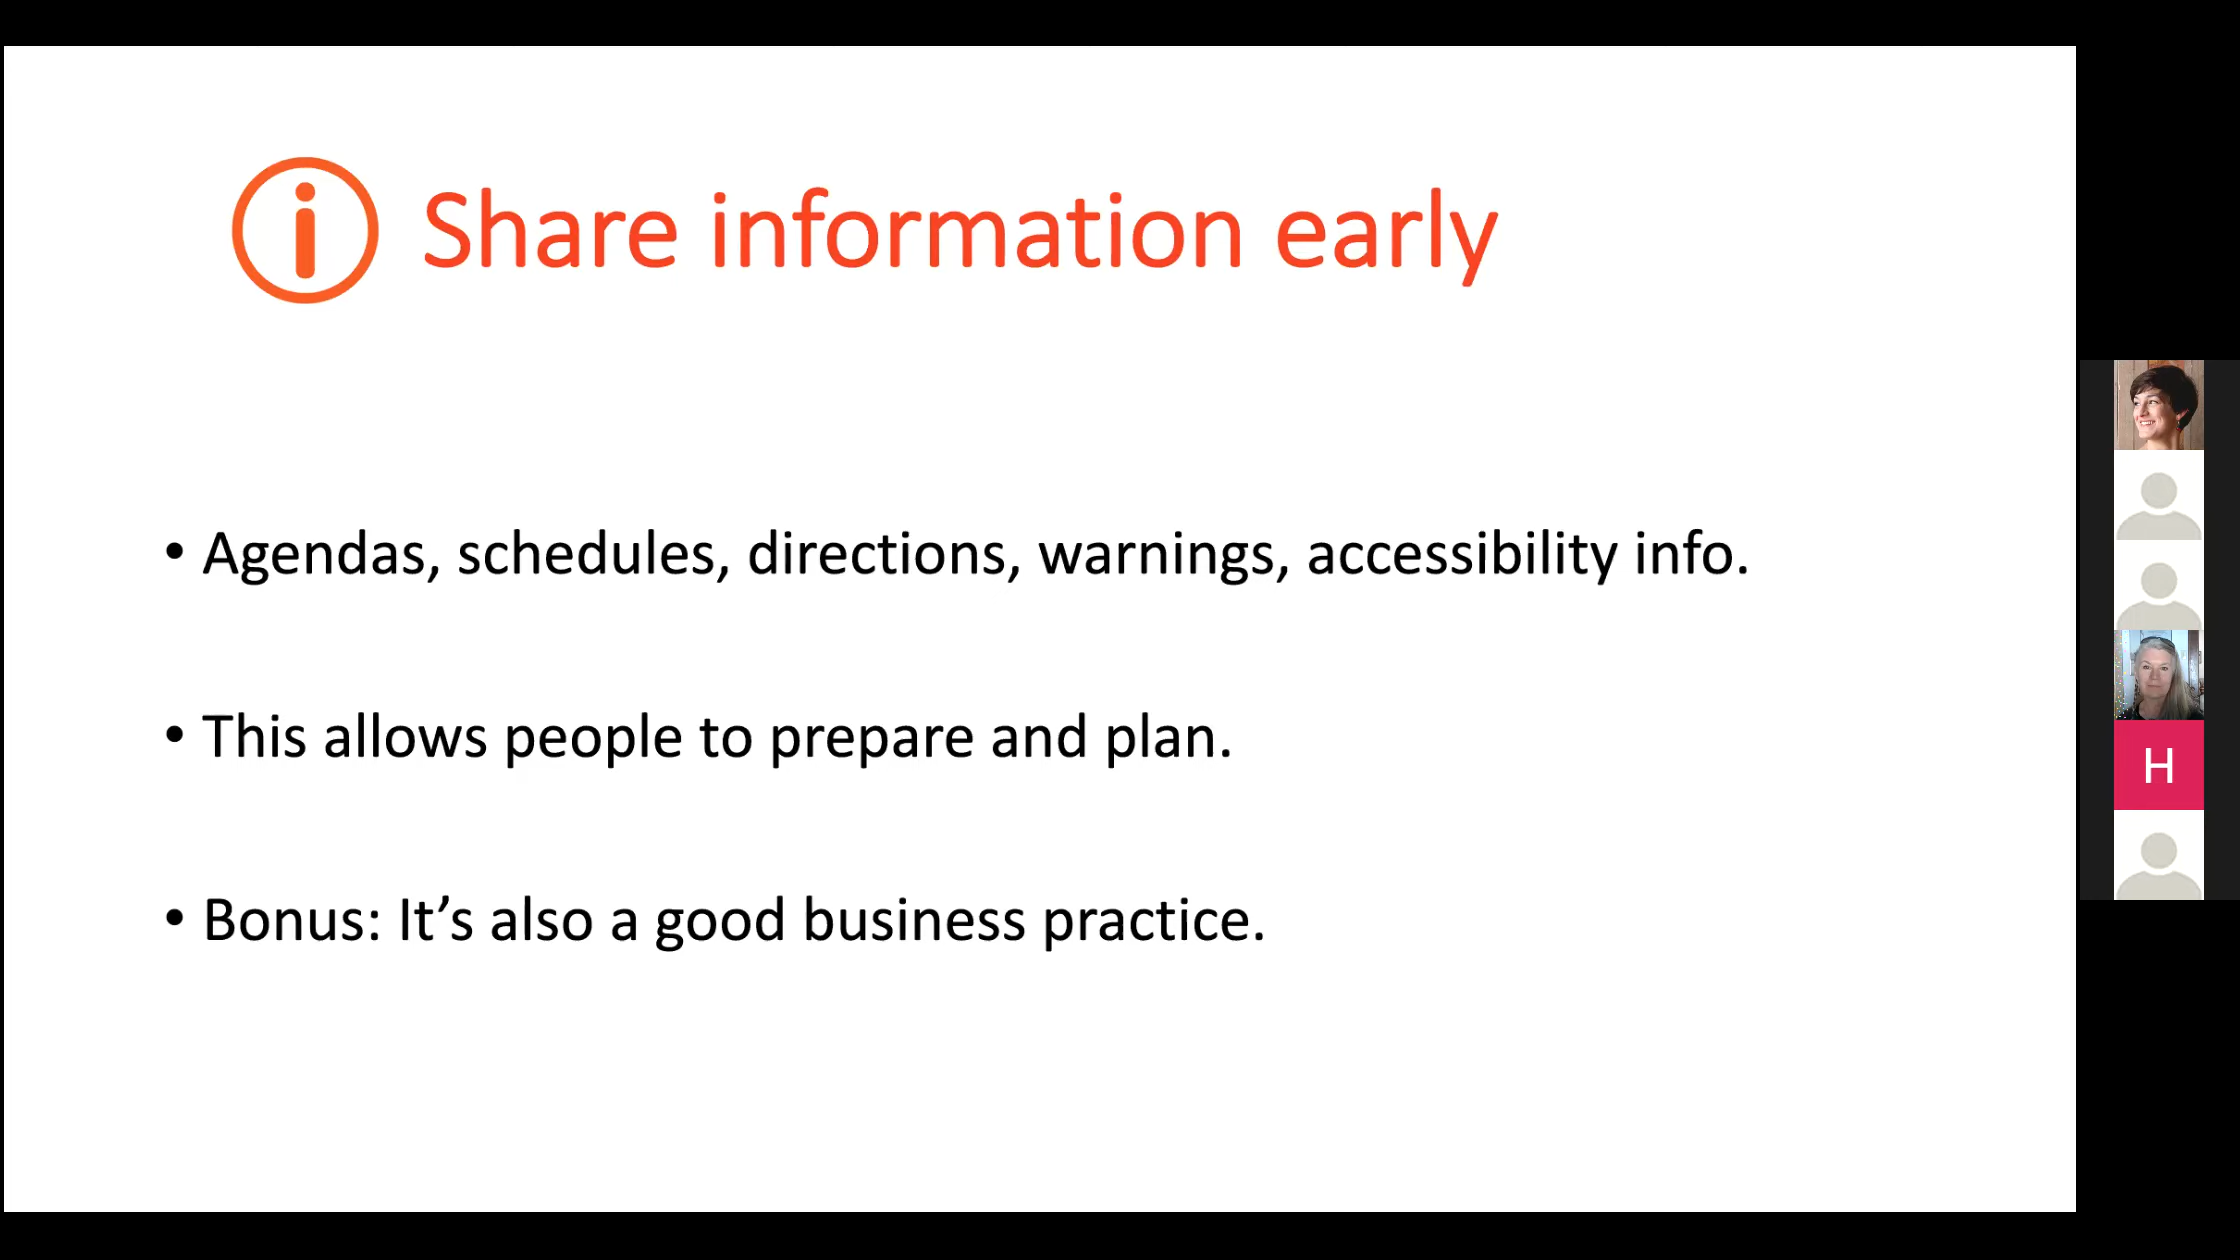 Share information early
• Agendas, schedules, directions, warnings, accessibility info.
• This allows people to prepare and plan.
• Bonus: It’s also a good business practice.
H